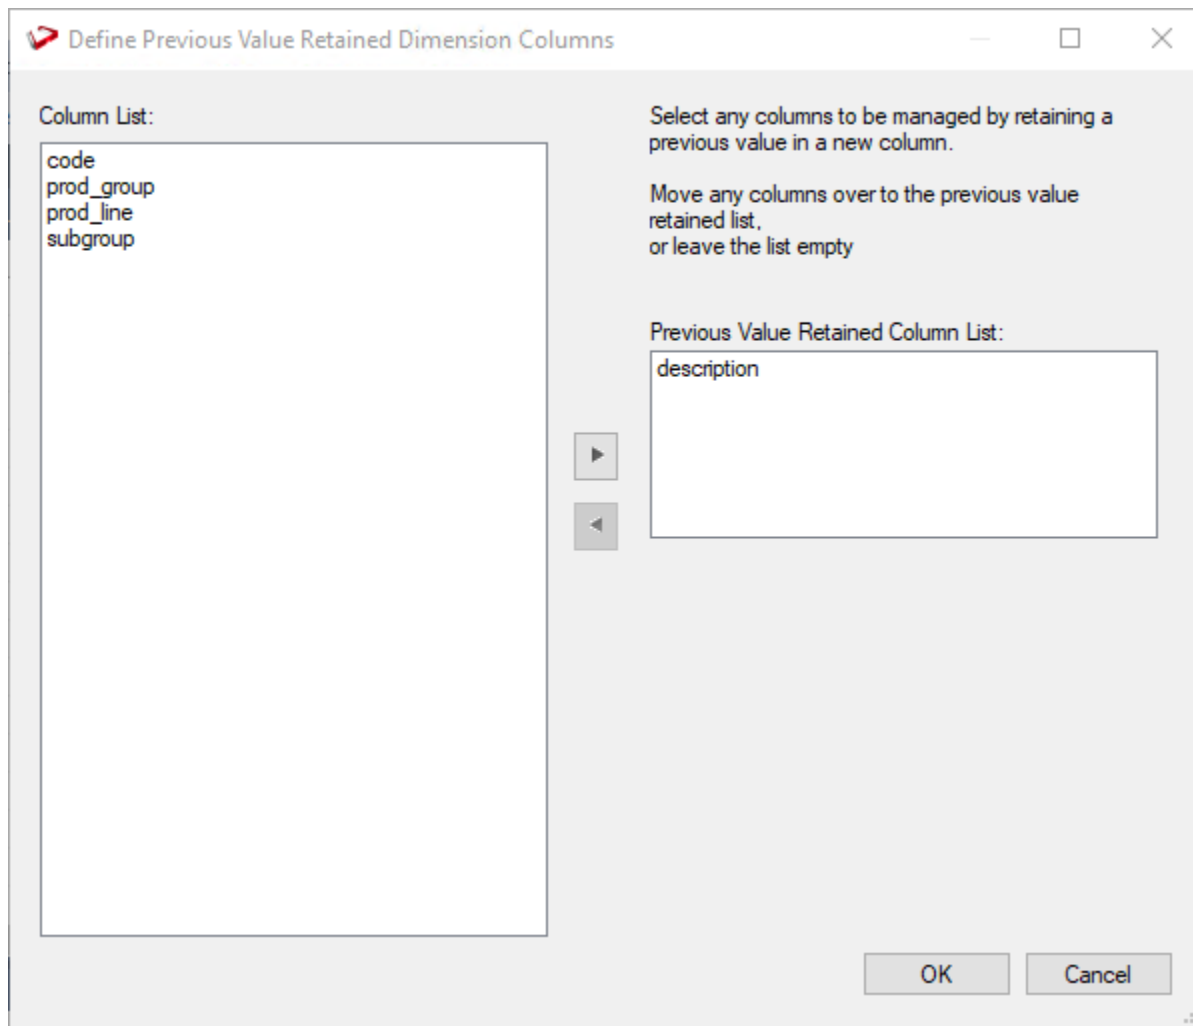 Define Previous Value Retained Dimension Columns
Column List:
code
prod_group
prod_line
subgroup
Select any columns to be managed by retaining a
previous value in a new column.
Move any columns over to the previous value
retained list,
or leave the list empty
Previous Value Retained Column List:
description
OK
Cancel